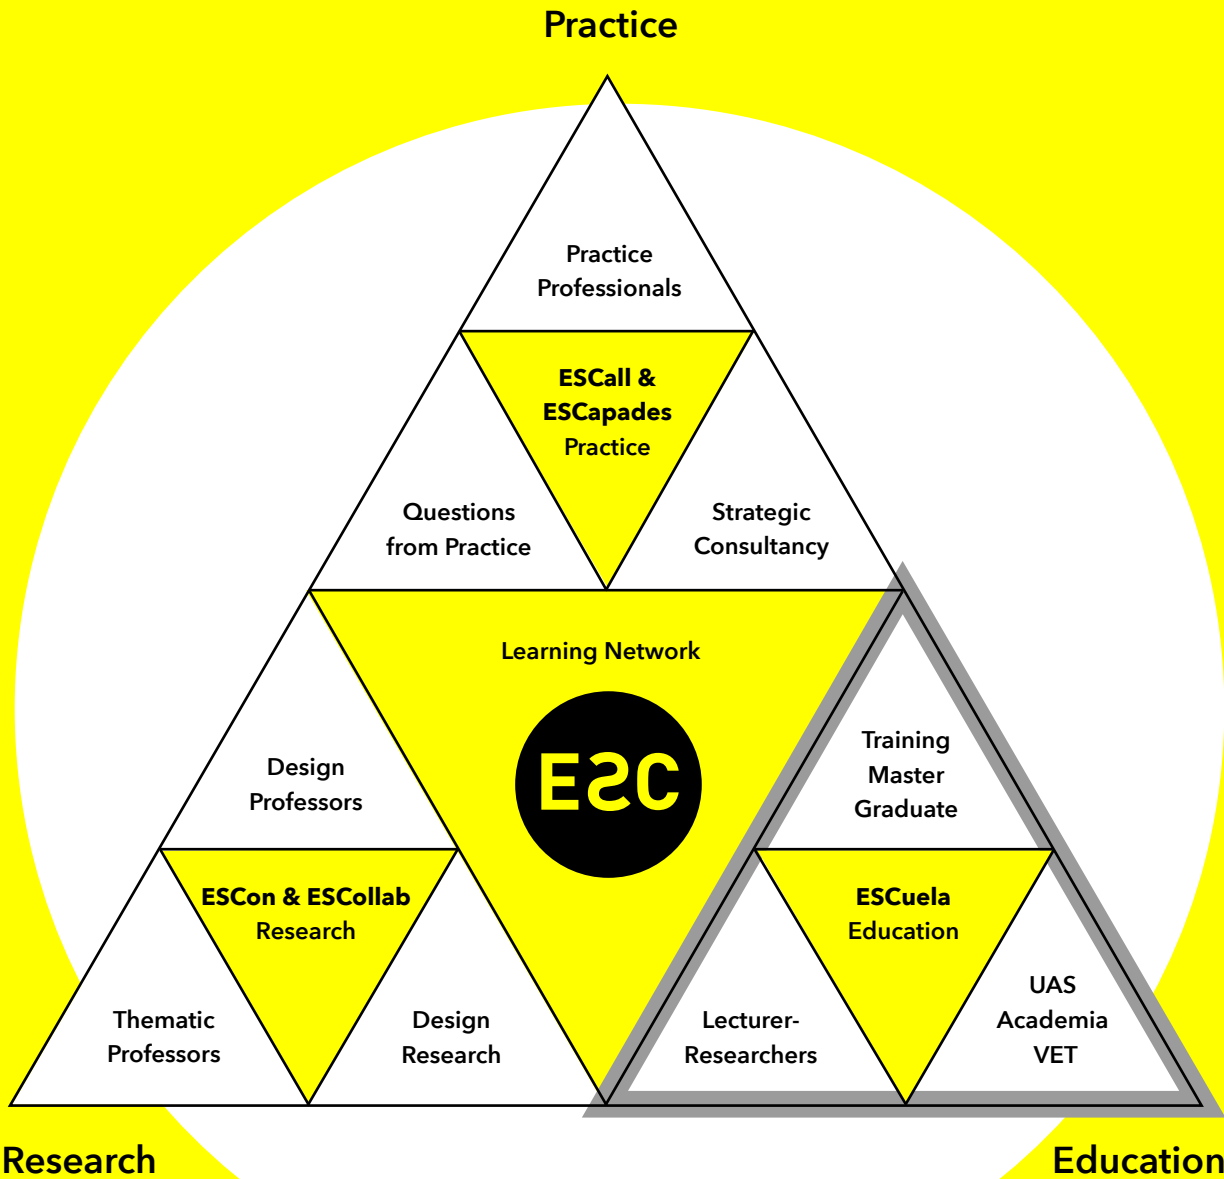 Practice
Practice
Professionals
ESCall &
ESCapades
Practice
Questions
from Practice
Strategic
Consultancy
Learning Network
ESC
Design
Professors
Training
Master
Graduate
ESCon & ESCollab
Research
ESCuela
Education
Thematic
Professors
Design
Research
Lecturer-
Researchers
UAS
Academia
VET
Research
Education